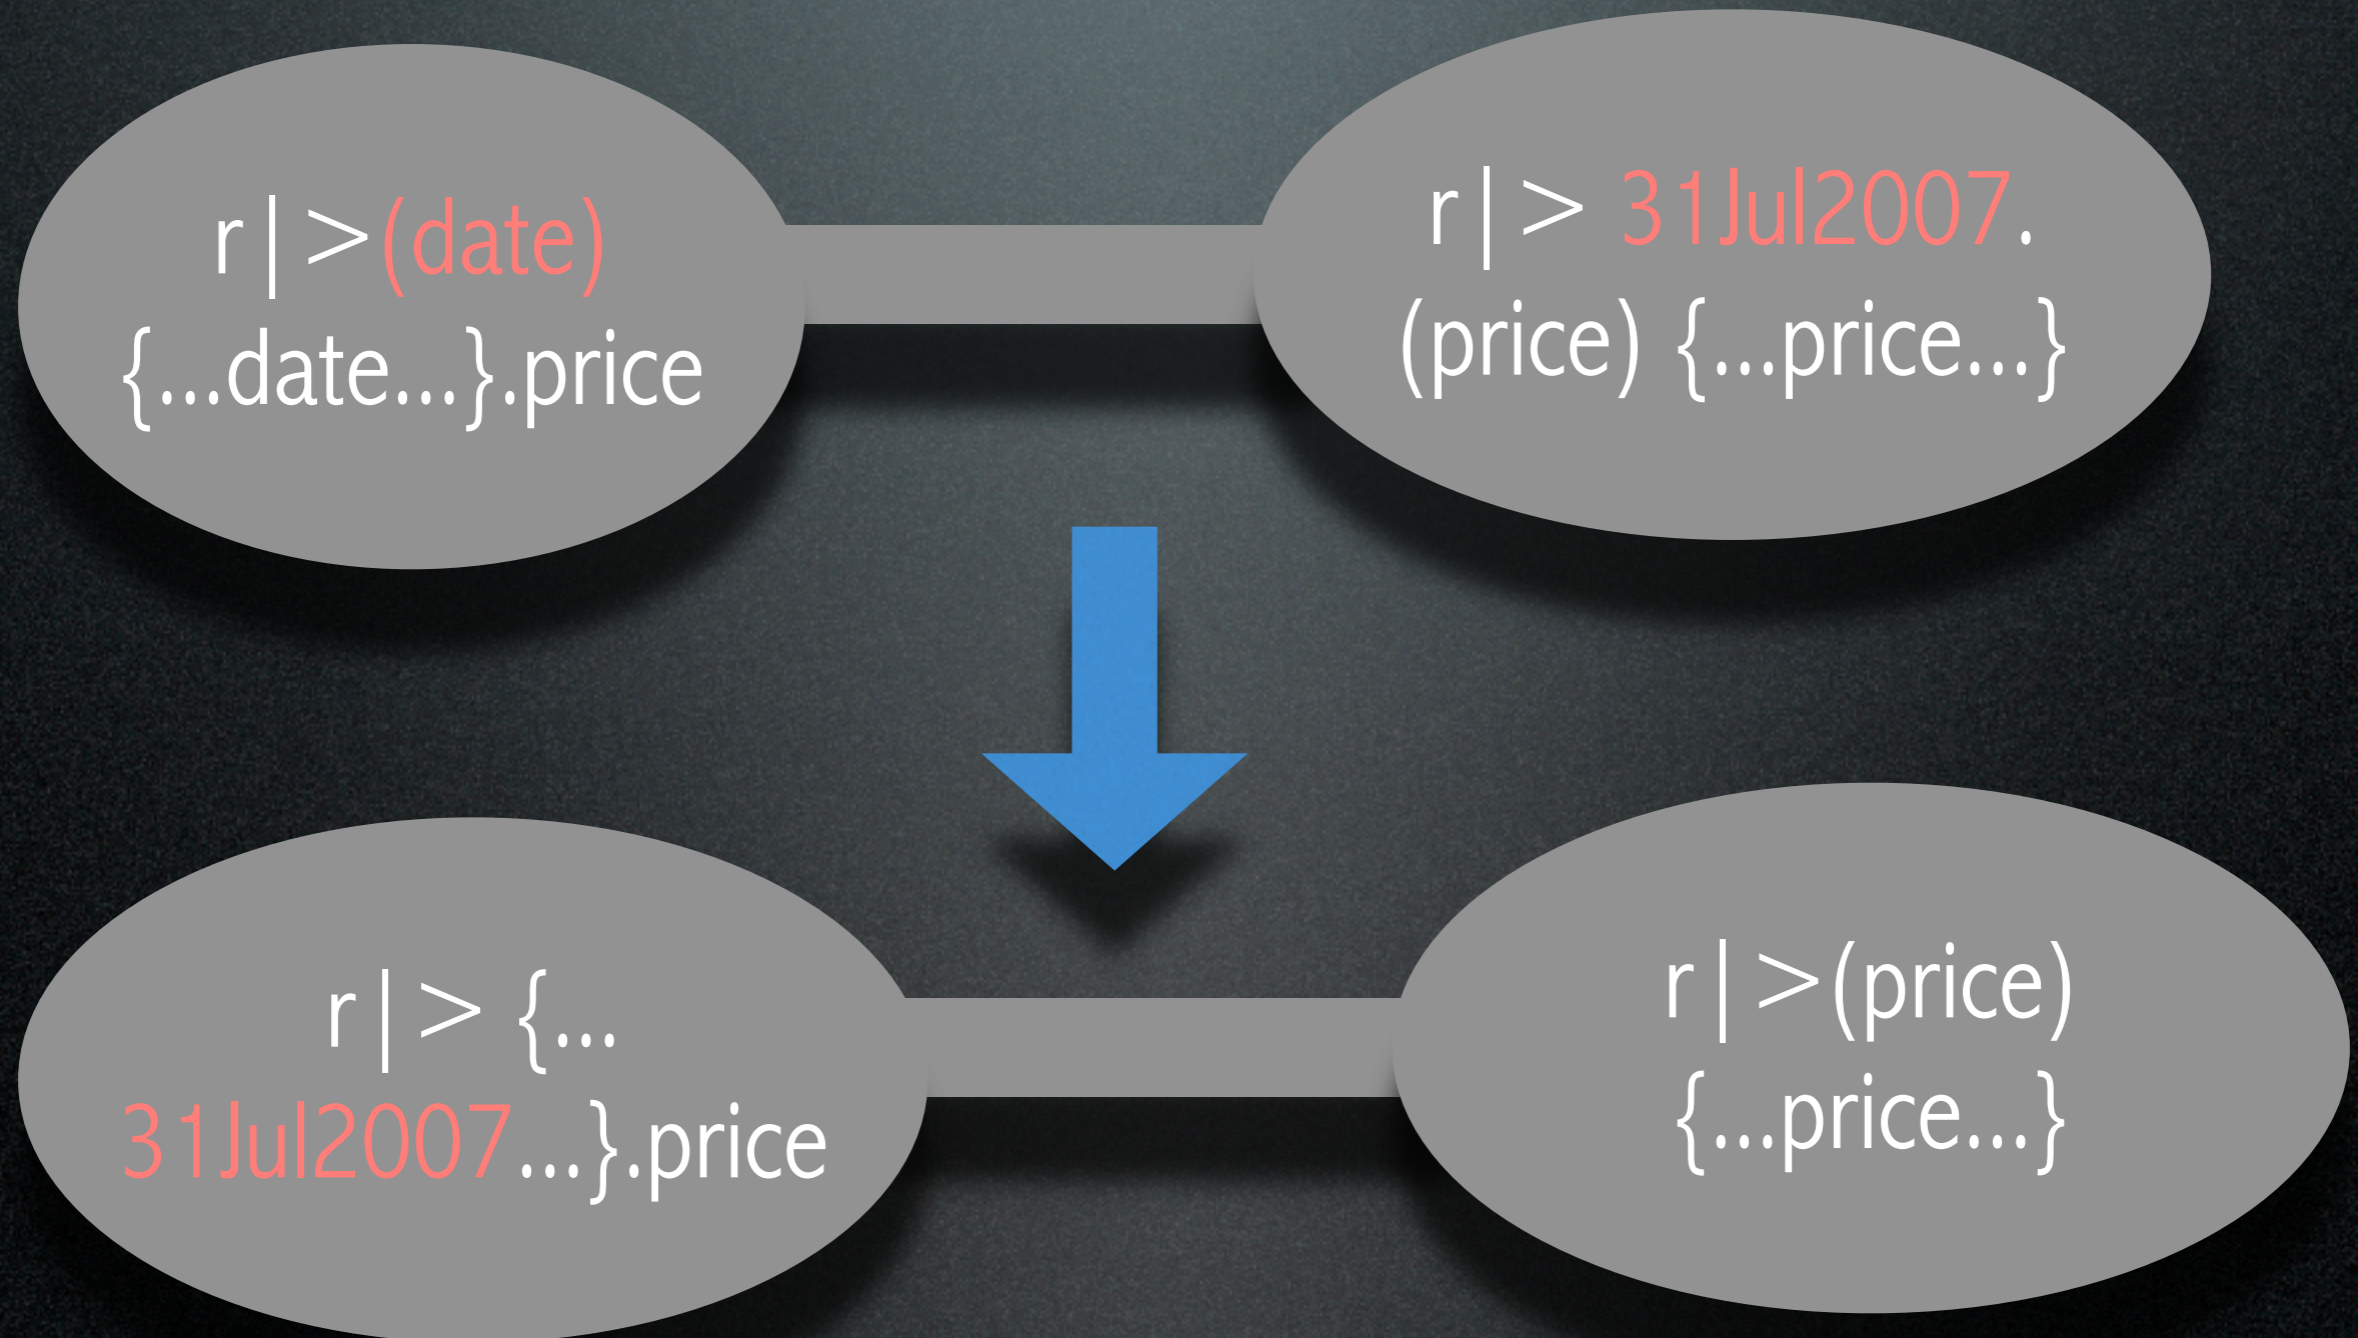 r|>(date)
{...date...}.price
r|> 31Jul2007.
(price) {...price...}
r|> {...
31Jul2007...}.price
r|>(price)
{...price...}